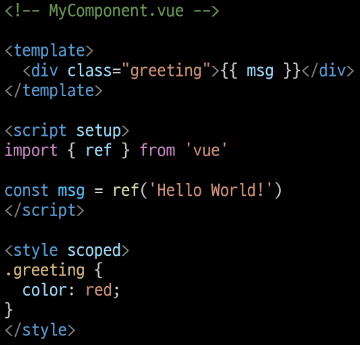 <!-- MyComponent.vue -->
<template>
<div class="greeting">{{ msg }}</div>
</template>
<script setup>
import { ref } from 'vue'
const msg = ref('Hello World!')
</script>
<style scoped>
.greeting {
color: red;
}
</style>